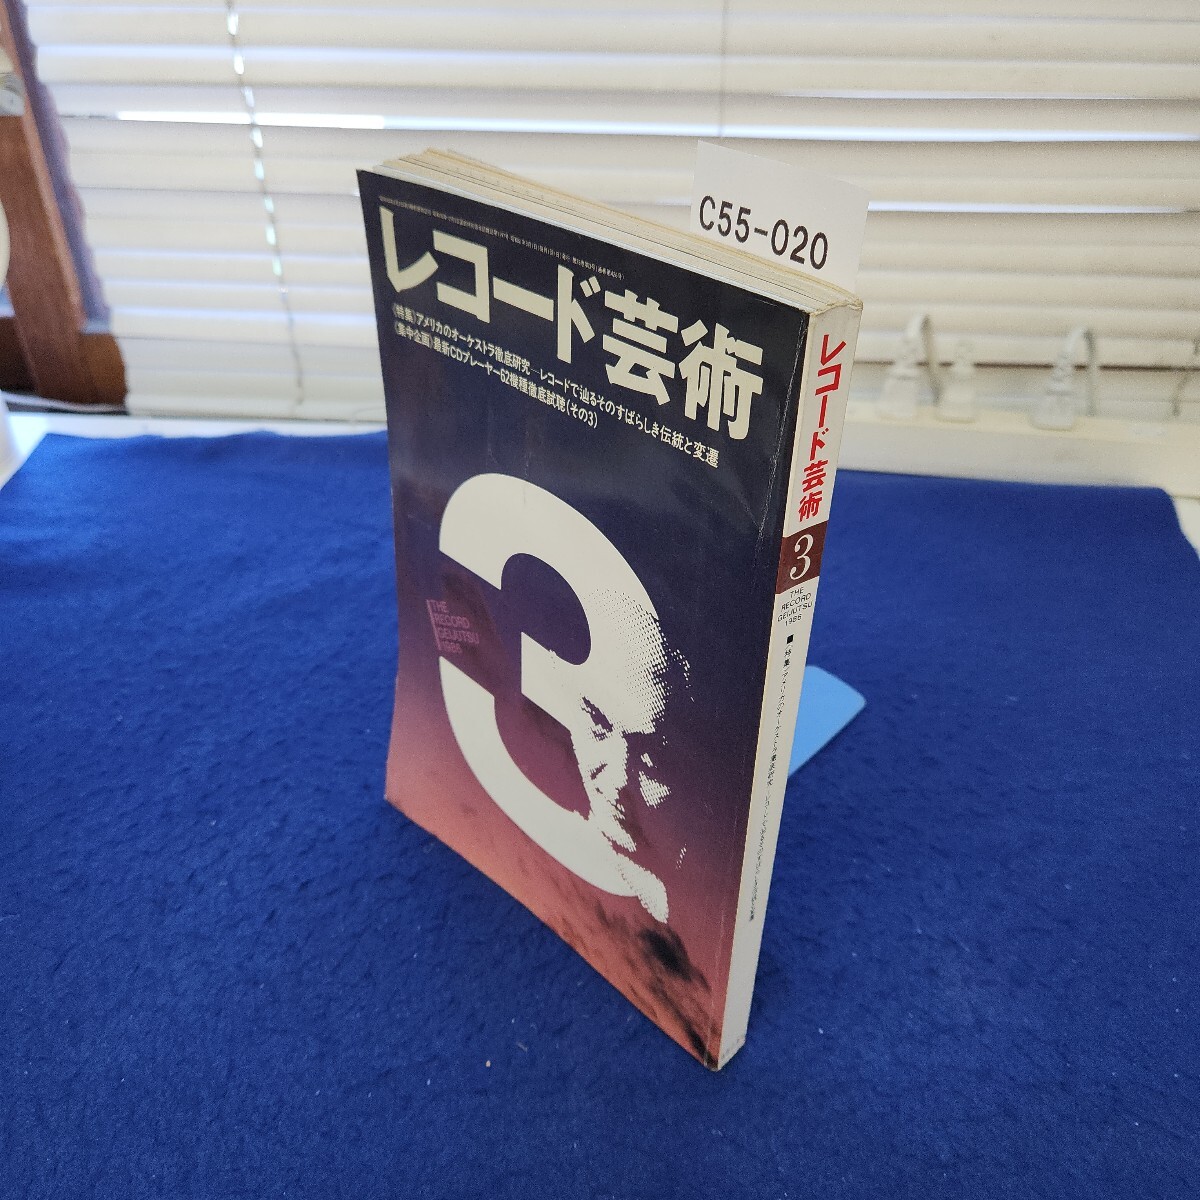 C55-020
レコード芸術
《特集》アメリカのオーケストラ徹底研究—レコードで辿るそのすばらしき伝統と変遷
《集中企画》最新CDプレーヤー62機種徹底試聴(その3)
3
THE
RECORD
GEIJUTSU
1986
レコード芸術
3
THE
RECORD
GEIJUTSU
1986